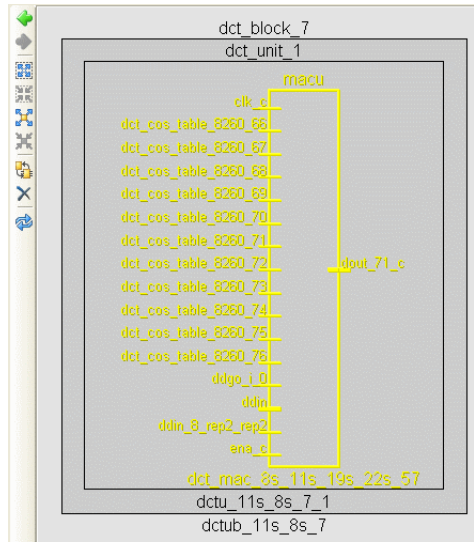 dct_block_7
dct_unit_1
macu
clk_c
dct_cos_table_8260_66
dct_cos_table_8260_67
dct_cos_table_8260_68
dct_cos_table_8260_69
dct_cos_table_8260_70
dct_cos_table_8260_71
dct_cos_table_8260_72
dout_71_c
dct_cos_table_8260_73
dct_cos_table_8260_74
dct_cos_table_8260_75
dct_cos_table_8260_76
ddgo_i_0
ddin
ddin_8_rep2_rep2
ena_c
dct_mac_8s_11s_19s_22s_57
dctu_11s_8s_7_1
dctub_11s_8s_7